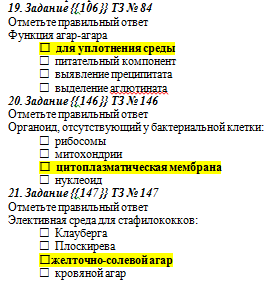 19. Задание {{106}} ТЗ № 84
Отметьте правильный ответ
Функция агар-агара
□ для уплотнения среды
□ питательный компонент
□ выявление преципитата
□ выделение аглютината
20. Задание {{146}} ТЗ № 146
Отметьте правильный ответ
Органоид, отсутствующий у бактериальной клетки:
□ рибосомы
□ митохондрии
□ цитоплазматическая мембрана
□ нуклеоид
21. Задание {{147}} ТЗ № 147
Отметьте правильный ответ
Элективная среда для стафилококков:
□ Клауберга
□ Плоскирева
□желточно-солевой агар
□ кровяной агар